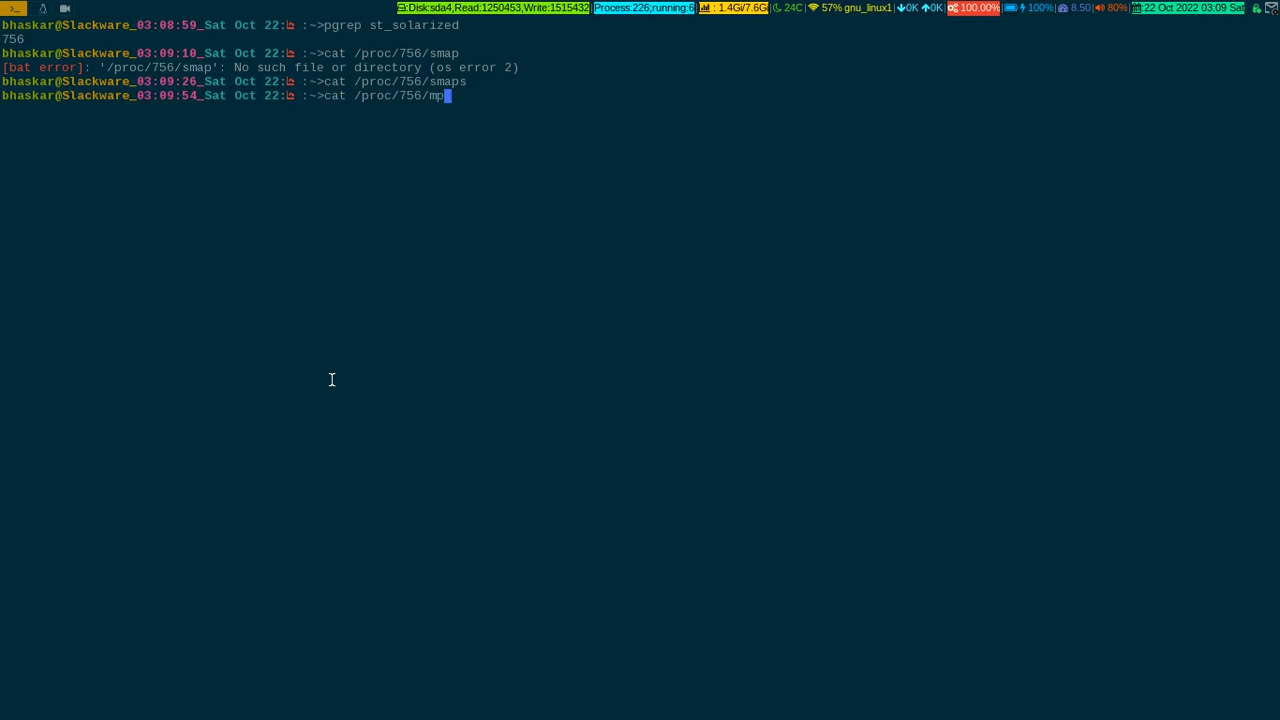 >_ Disk:sda4,Read:1250453,Write:1515432 Process:226;running:6 : 1.4Gi/7.6Gi 24C 57% gnu_linux1 0K 0K 100.00% 100% 8.50 80% :22 Oct 2022 03:09 Sat
bhaskar@Slackware_03:08:59_Sat Oct 22: :~>pgrep st_solarized
756
bhaskar@Slackware_03:09:10_Sat Oct 22: :~>cat /proc/756/smap
[bat error]: '/proc/756/smap': No such file or directory (os error 2)
bhaskar@Slackware_03:09:26_Sat Oct 22: :~>cat /proc/756/smaps
bhaskar@Slackware_03:09:54_Sat Oct 22: :~>cat /proc/756/mp